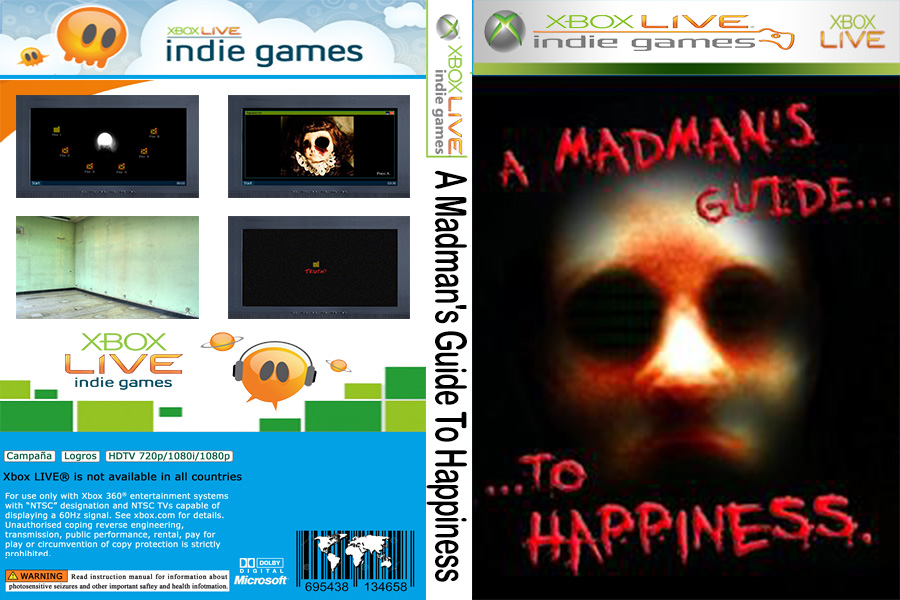 XBOX LIVE
indie games
TRUTH?
XBOX
LIVE
indie games
Campaña
Logros
HDTV 720p/1080i/1080p
Xbox LIVE® is not available in all countries
For use only with Xbox 360® entertainment systems
with “NTSC” designation and NTSC TVs capable of
displaying a 60Hz signal. See xbox.com for details.
Unauthorised coping reverse engineering,
transmission, public performance, rental, pay for
play or circumvention of copy protection is strictly
prohibited.
WARNING Read instruction manual for information about
photosensitive seizures and other important saftey and health infotmation.
DOLBY
DIGITAL
Microsoft
695438 134658
XBOX LIVE
indie games
A Madman's Guide To Happiness
XBOX LIVE
indie games
XBOX
LIVE
A MADMAN'S
GUIDE...
...TO
HAPPINESS.